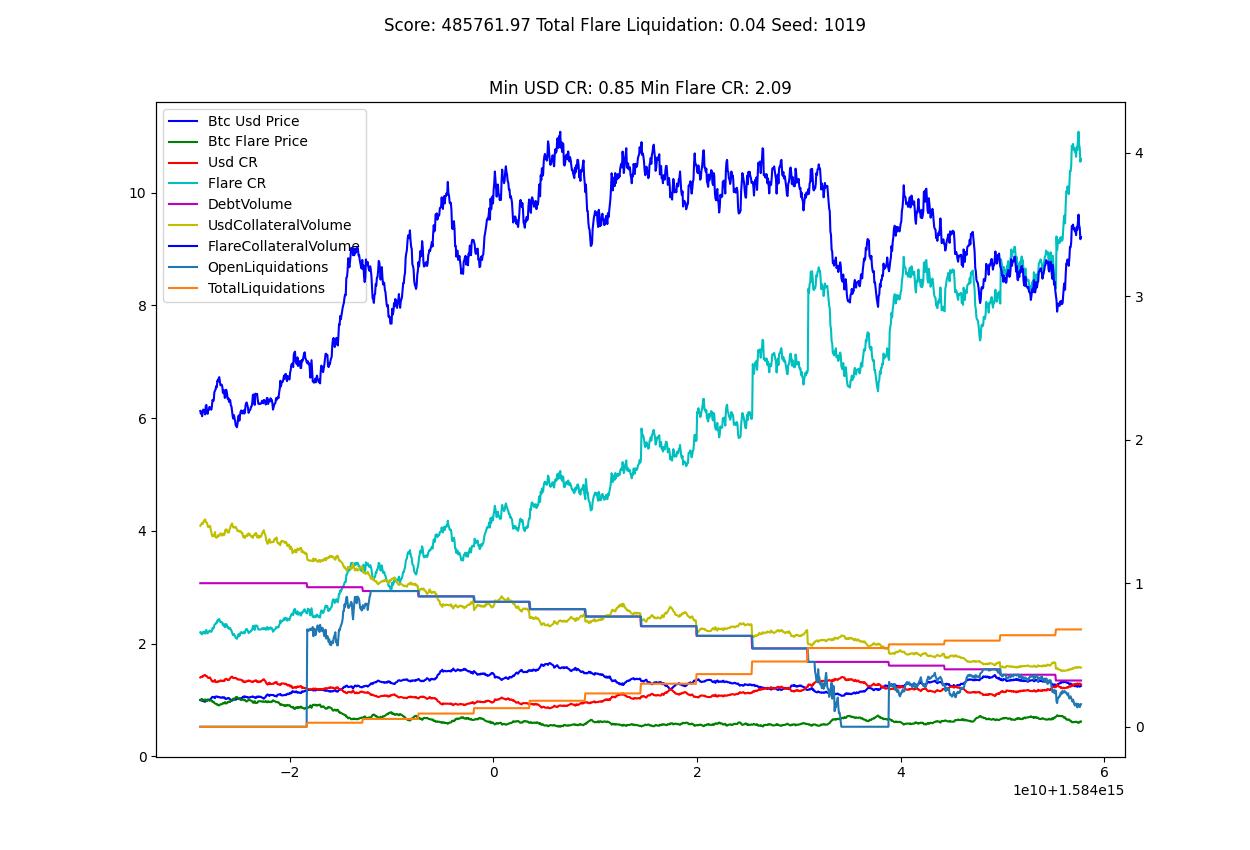 Score: 485761.97 Total Flare Liquidation: 0.04 Seed: 1019
Min USD CR: 0.85 Min Flare CR: 2.09
Btc Usd Price
Btc Flare Price
Usd CR
Flare CR
DebtVolume
UsdCollateralVolume
FlareCollateralVolume
OpenLiquidations
TotalLiquidations
10
8
6
4
2
0
4
3
2
1
0
−2
0
2
4
6
1e10+1.584e15